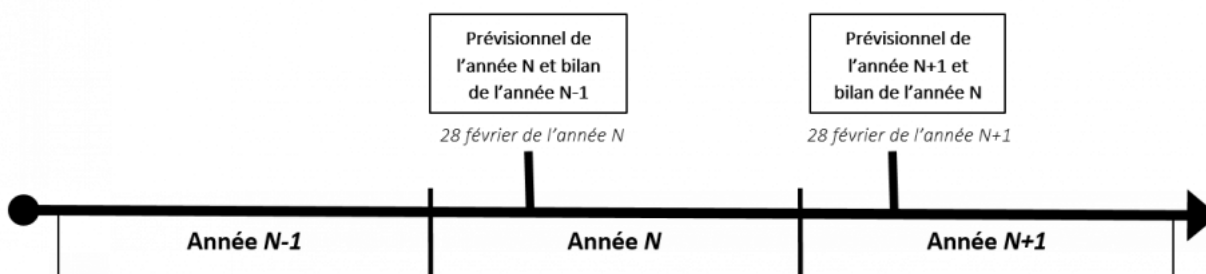 Prévisionnel de
l'année N et bilan
de l'année N-1
28 février de l'année N
Prévisionnel de
l'année N+1 et
bilan de l'année N
28 février de l'année N+1
Année N-1
Année N
Année N+1